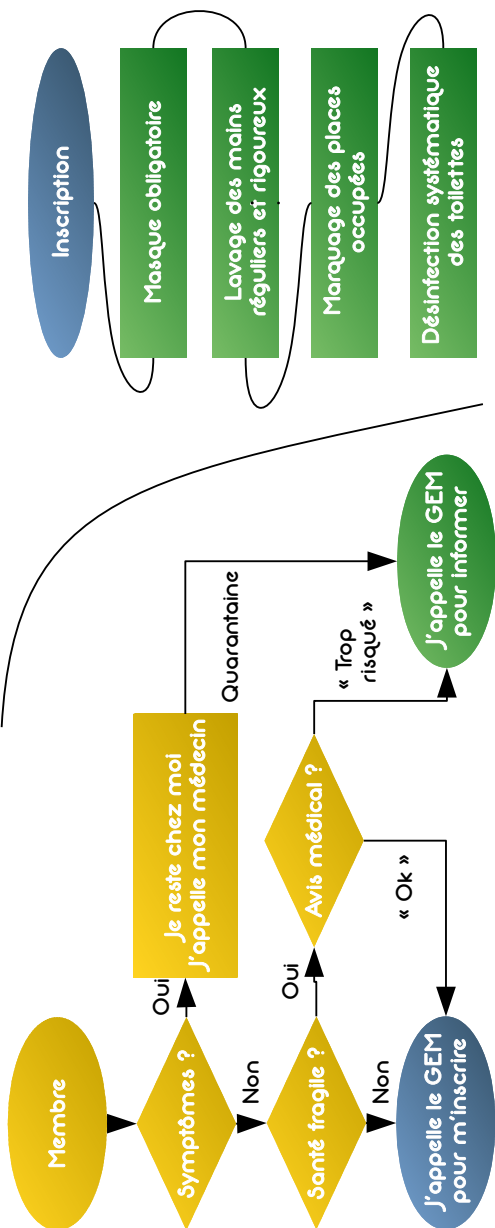 Membre
Symptômes ?
Oui
Je reste chez moi
J'appelle mon médecin
Quarantaine
Non
Santé fragile ?
Oui
Avis médical ?
« Trop
risqué »
« Ok »
Non
J'appelle le GEM
pour m'inscrire
J'appelle le GEM
pour informer
Inscription
Masque obligatoire
Lavage des mains
réguliers et rigoureux
Marquage des places
occupées
Désinfection systématique
des toilettes